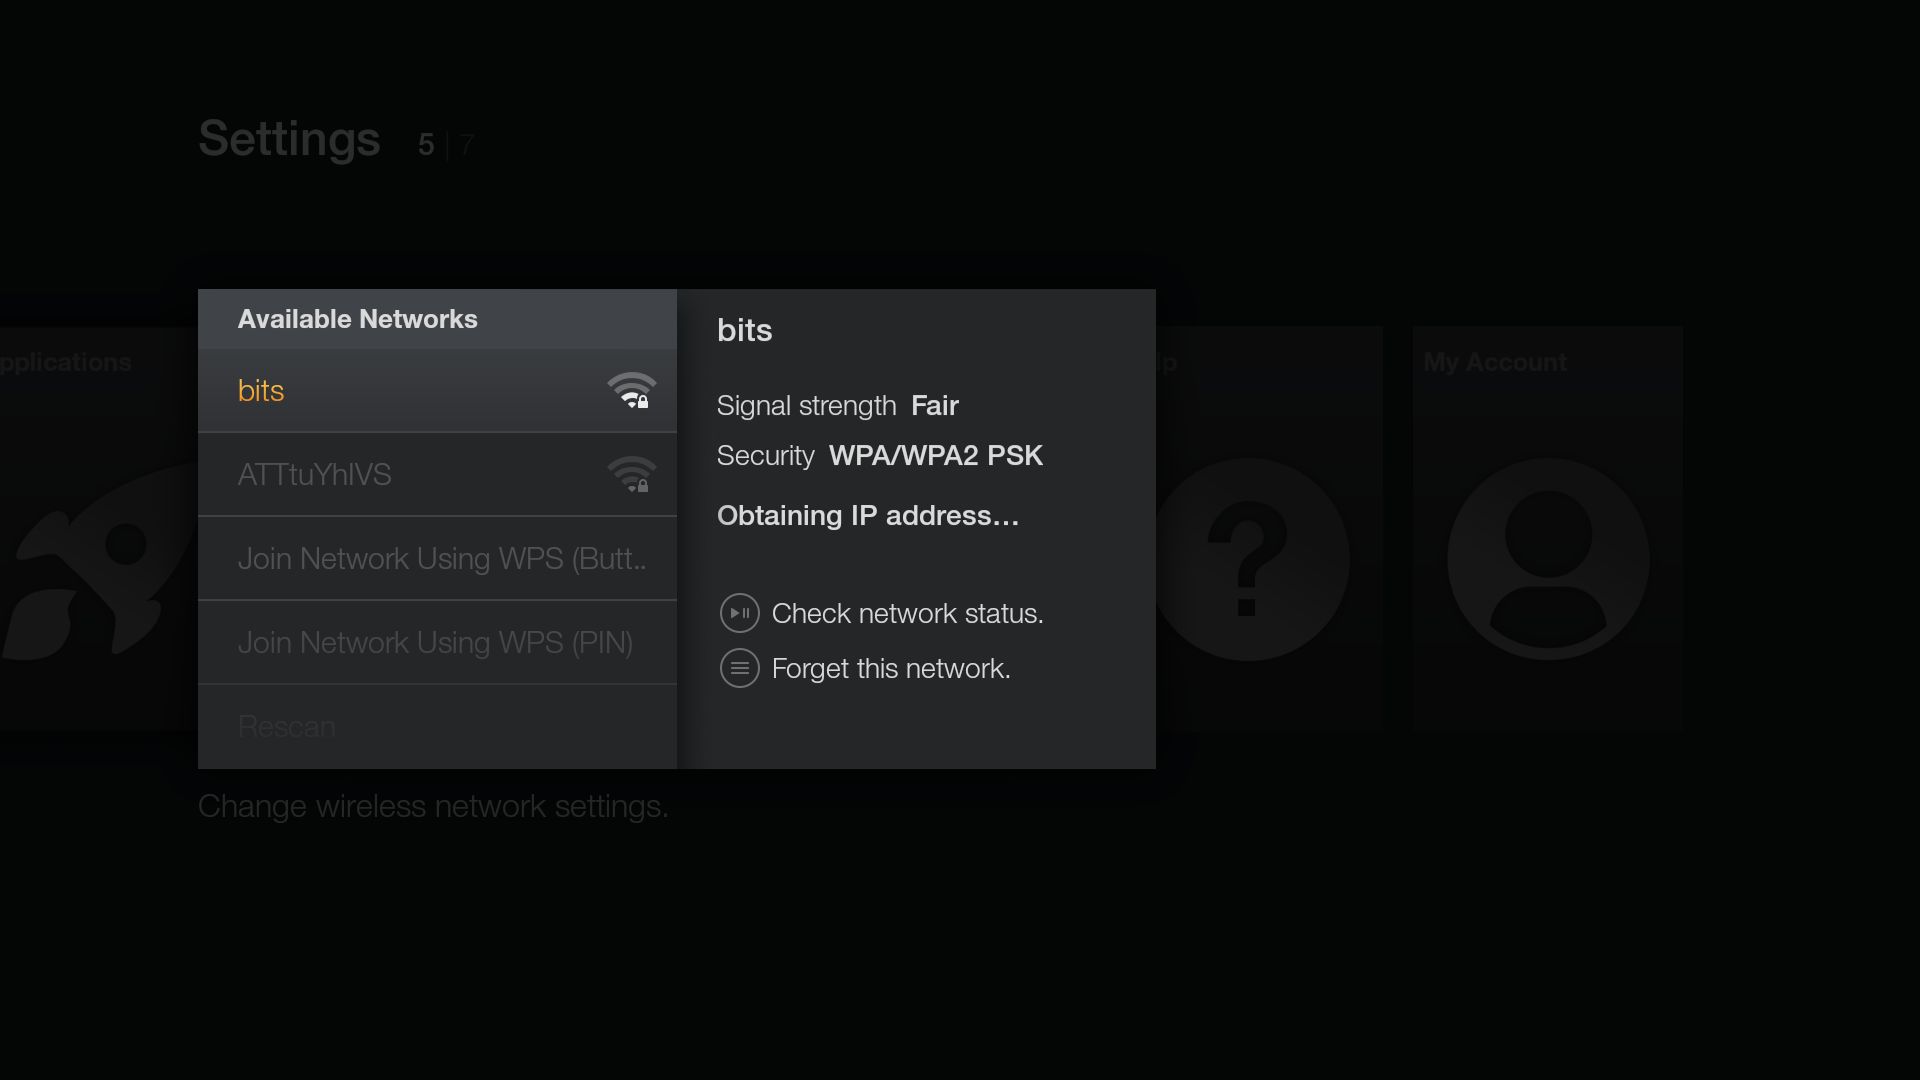 Settings 5 | 7
Available Networks
bits
ATTtuYhIVS
Join Network Using WPS (Butt..
Join Network Using WPS (PIN)
Rescan
bits
Signal strength Fair
Security WPA/WPA2 PSK
Obtaining IP address…
Check network status.
Forget this network.
pplications
lp
My Account
?
Change wireless network settings.